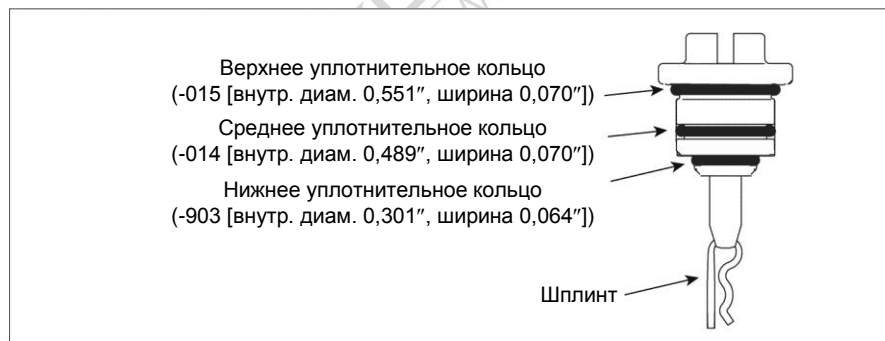 Верхнее уплотнительное кольцо
(-015 [внутр. диам. 0,551″, ширина 0,070″])
Среднее уплотнительное кольцо
(-014 [внутр. диам. 0,489″, ширина 0,070″])
Нижнее уплотнительное кольцо
(-903 [внутр. диам. 0,301″, ширина 0,064″])
Шплинт